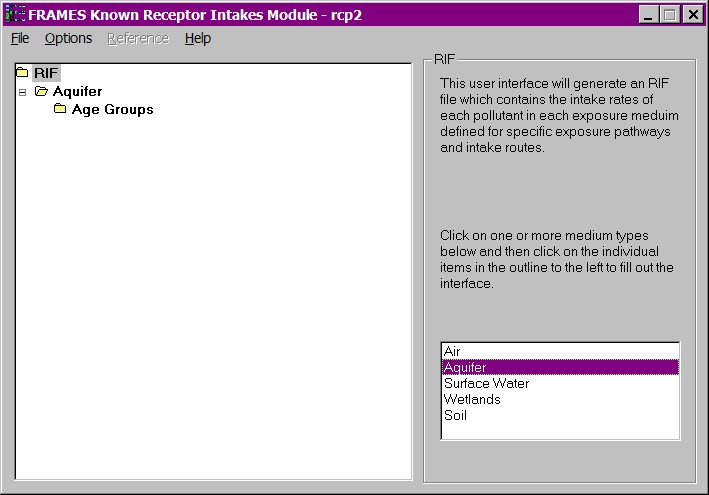 FRAMES Known Receptor Intakes Module - rcp2
File Options Reference Help
RIF
Aquifer
Age Groups
RIF
This user interface will generate an RIF
file which contains the intake rates of
each pollutant in each exposure meduim
defined for specific exposure pathways
and intake routes.
Click on one or more medium types
below and then click on the individual
items in the outline to the left to fill out the
interface.
Air
Aquifer
Surface Water
Wetlands
Soil